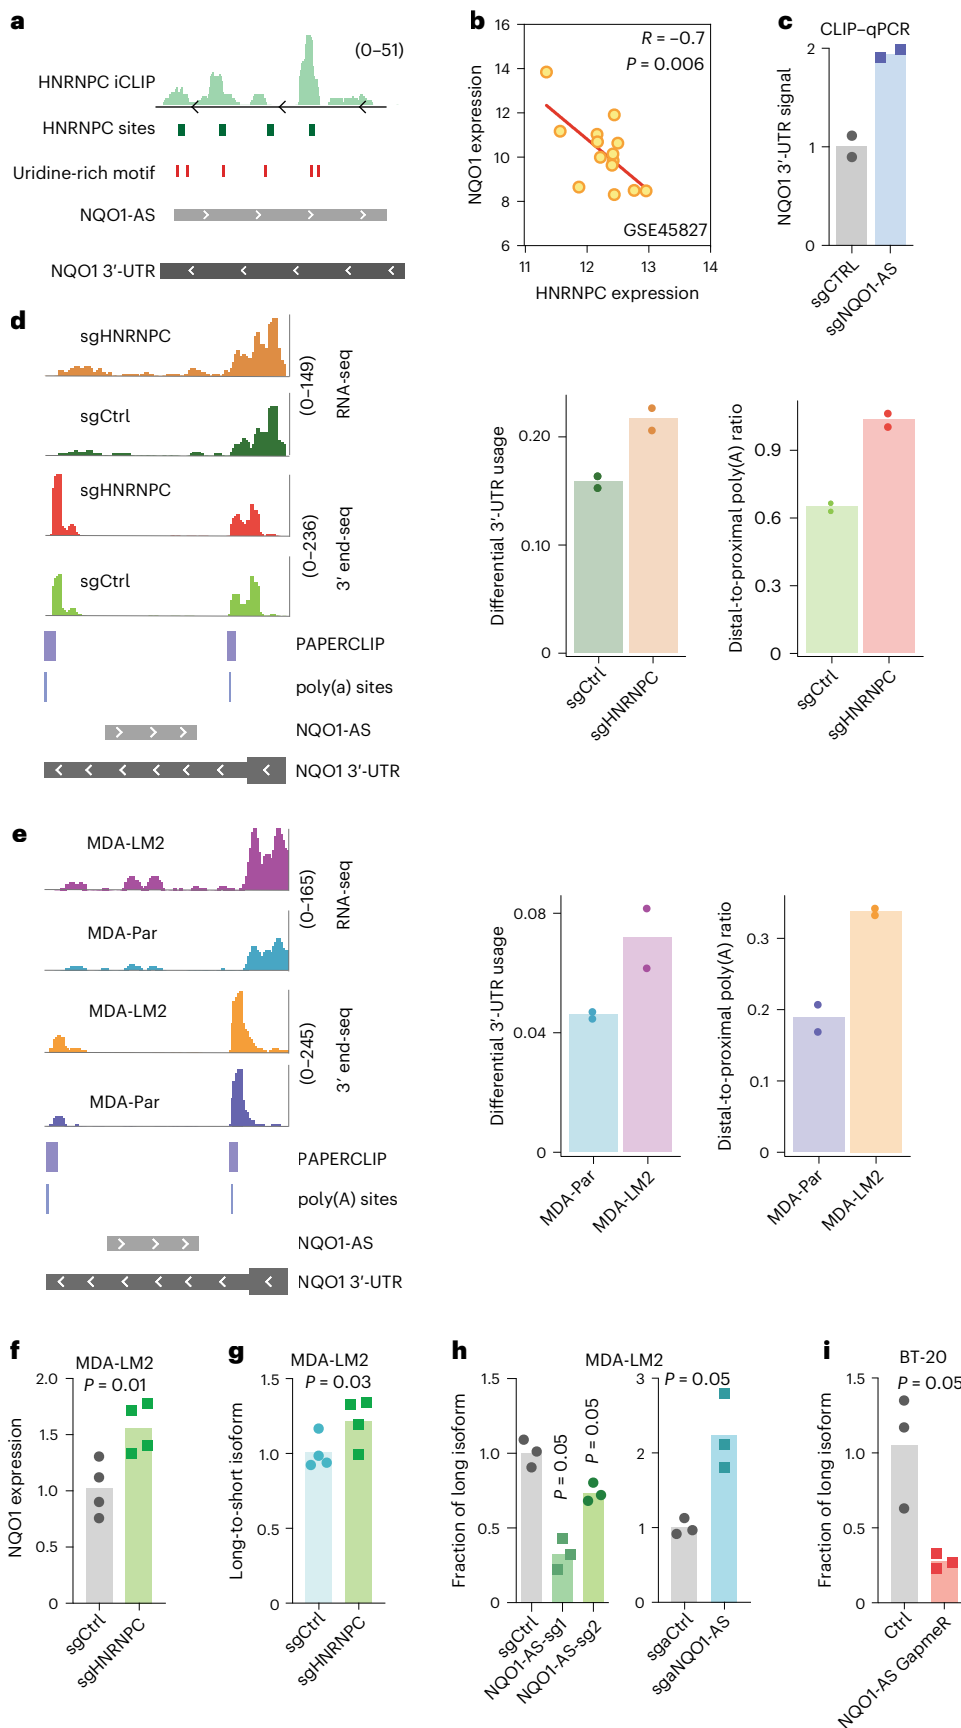 a
(0–51)
HNRNPC iCLIP
HNRNPC sites
Uridine-rich motif
NQO1-AS
NQO1 3′-UTR
b
16
14
12
10
8
6
NQO1 expression
R = –0.7
P = 0.006
GSE45827
11
12
13
14
HNRNPC expression
c
CLIP–qPCR
2
1
0
NQO1 3′-UTR signal
sgCTRL
sgNQO1-AS
d
sgHNRNPC
sgCtrl
(0–149)
RNA-seq
sgHNRNPC
sgCtrl
(0–236)
3′ end-seq
PAPERCLIP
poly(a) sites
NQO1-AS
NQO1 3′-UTR
Differential 3′-UTR usage
0.20
0.10
0
sgCtrl
sgHNRNPC
Distal-to-proximal poly(A) ratio
0.9
0.6
0.3
0
sgCtrl
sgHNRNPC
e
MDA-LM2
MDA-Par
(0–165)
RNA-seq
MDA-LM2
MDA-Par
(0–245)
3′ end-seq
PAPERCLIP
poly(A) sites
NQO1-AS
NQO1 3′-UTR
Differential 3′-UTR usage
0.08
0.04
0
MDA-Par
MDA-LM2
Distal-to-proximal poly(A) ratio
0.3
0.2
0.1
0
MDA-Par
MDA-LM2
f
MDA-LM2
P = 0.01
2.0
1.5
1.0
0.5
0
NQO1 expression
sgCtrl
sgHNRNPC
g
MDA-LM2
P = 0.03
1.5
1.0
0.5
0
Long-to-short isoform
sgCtrl
sgHNRNPC
h
MDA-LM2
1.5
1.0
0.5
0
Fraction of long isoform
P = 0.05
P = 0.05
sgCtrl
NQO1-AS-sg1
NQO1-AS-sg2
3
2
1
0
P = 0.05
sgaCtrl
sgaNQO1-AS
i
BT-20
P = 0.05
1.5
1.0
0.5
0
Fraction of long isoform
Ctrl
NQO1-AS GapmeR